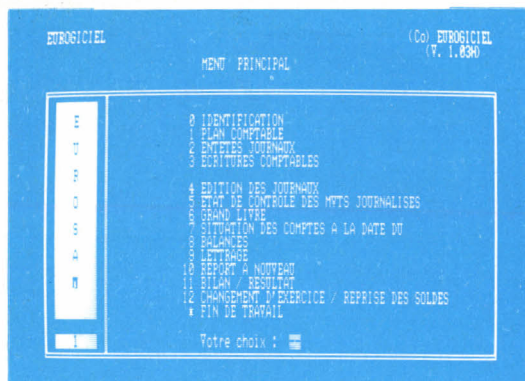 EUROGICIEL (Co) EUROGICIEL
(V. 1.03H)
MENU PRINCIPAL
0 IDENTIFICATION
1 PLAN COMPTABLE
2 ENTETES JOURNAUX
3 ECRITURES COMPTABLES
4 EDITION DES JOURNAUX
5 ETAT DE CONTROLE DES MVTS JOURNALISES
6 GRAND LIVRE
7 SITUATION DES COMPTES A LA DATE DU
8 BALANCES
9 LETTRAGE
10 REPORT A NOUVEAU
11 BILAN / RESULTAT
12 CHANGEMENT D'EXERCICE / REPRISE DES SOLDES
* FIN DE TRAVAIL
1 Votre choix :